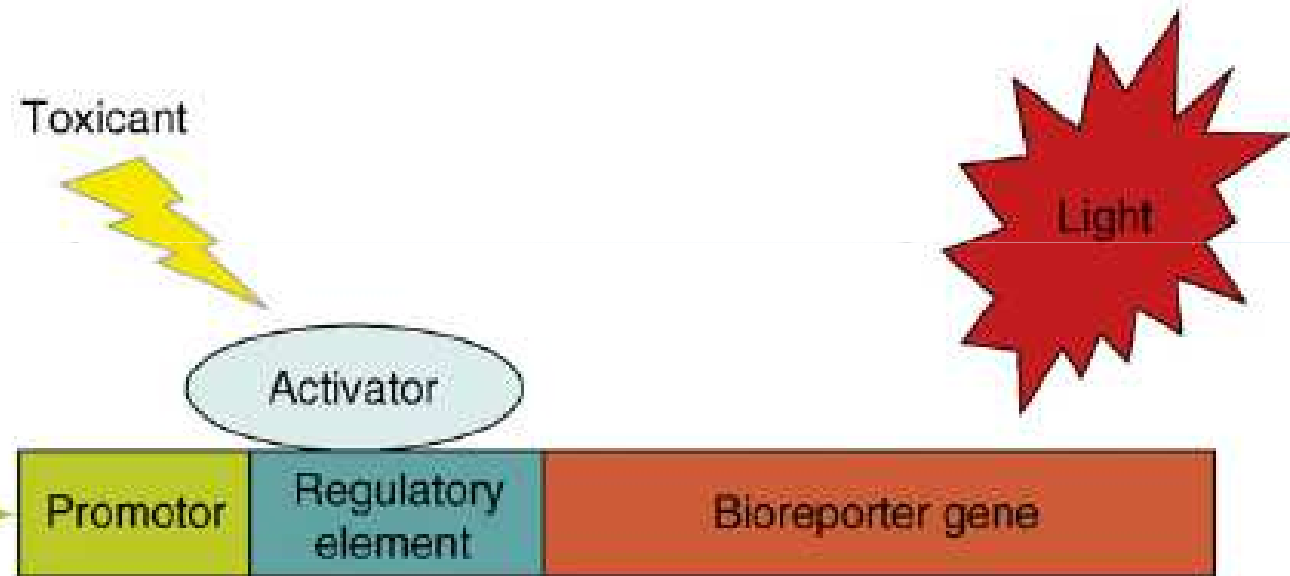 Toxicant
Light
Activator
Promotor
Regulatory
element
Bioreporter gene